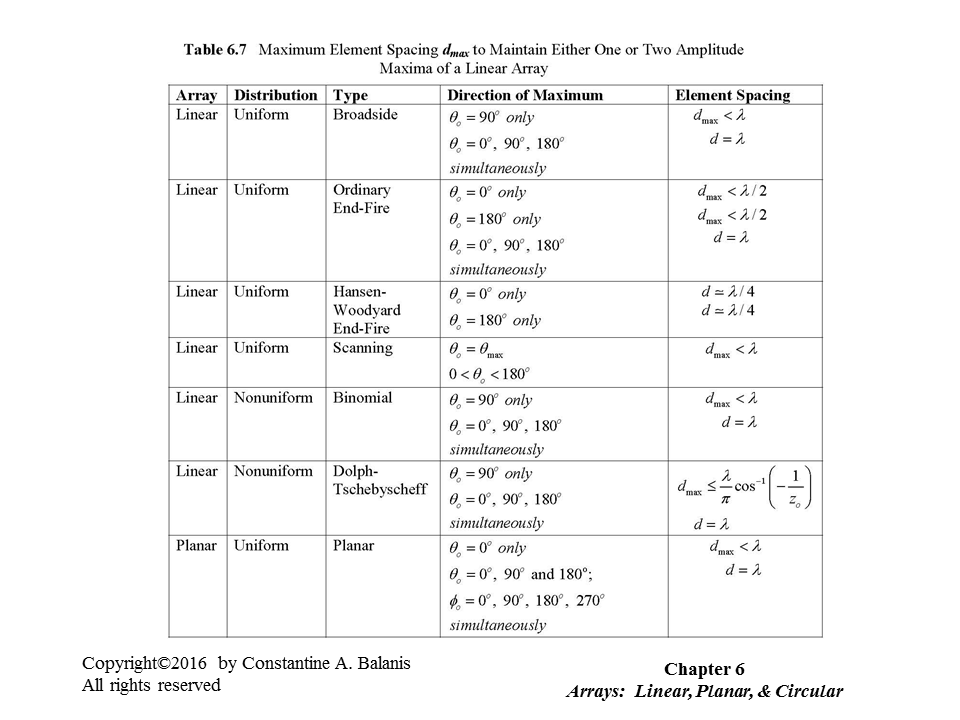 Table 6.7 Maximum Element Spacing dmax to Maintain Either One or Two Amplitude
Maxima of a Linear Array
Array Distribution Type Direction of Maximum Element Spacing
Linear Uniform Broadside θo = 90° only dmax < λ
θo = 0°, 90°, 180° d = λ
simultaneously
Linear Uniform Ordinary θo = 0° only dmax < λ / 2
End-Fire θo = 180° only dmax < λ / 2
θo = 0°, 90°, 180° d = λ
simultaneously
Linear Uniform Hansen- θo = 0° only d ≃ λ / 4
Woodyard θo = 180° only d ≃ λ / 4
End-Fire
Linear Uniform Scanning θo = θmax dmax < λ
0 < θo < 180°
Linear Nonuniform Binomial θo = 90° only dmax < λ
θo = 0°, 90°, 180° d = λ
simultaneously
Linear Nonuniform Dolph- θo = 90° only dmax ≤ λ/π cos⁻¹(−1/zo)
Tschebyscheff θo = 0°, 90°, 180° d = λ
simultaneously
Planar Uniform Planar θo = 0° only dmax < λ
θo = 0°, 90° and 180°; d = λ
ϕo = 0°, 90°, 180°, 270°
simultaneously
Copyright©2016 by Constantine A. Balanis
All rights reserved
Chapter 6
Arrays: Linear, Planar, & Circular